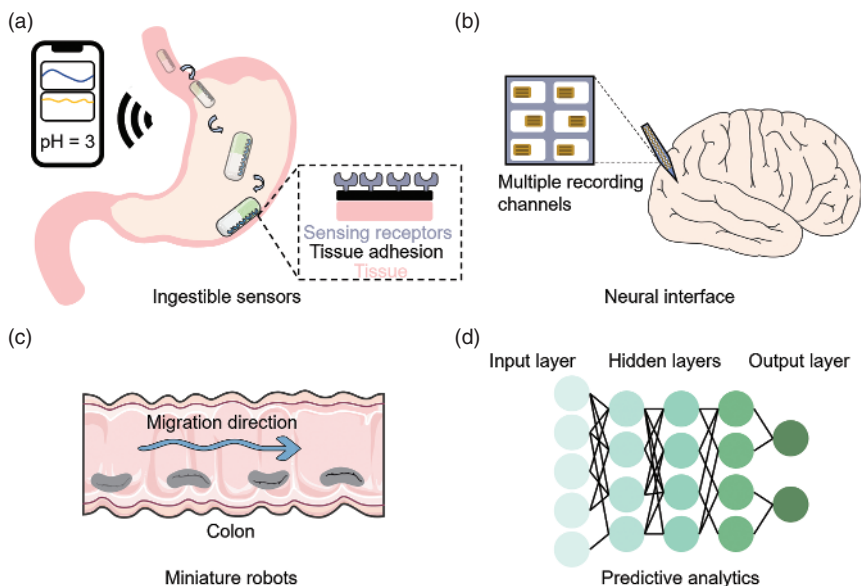 (a)
pH = 3
Sensing receptors
Tissue adhesion
Tissue
Ingestible sensors
(b)
Multiple recording
channels
Neural interface
(c)
Migration direction
Colon
Miniature robots
(d)
Input layer
Hidden layers
Output layer
Predictive analytics